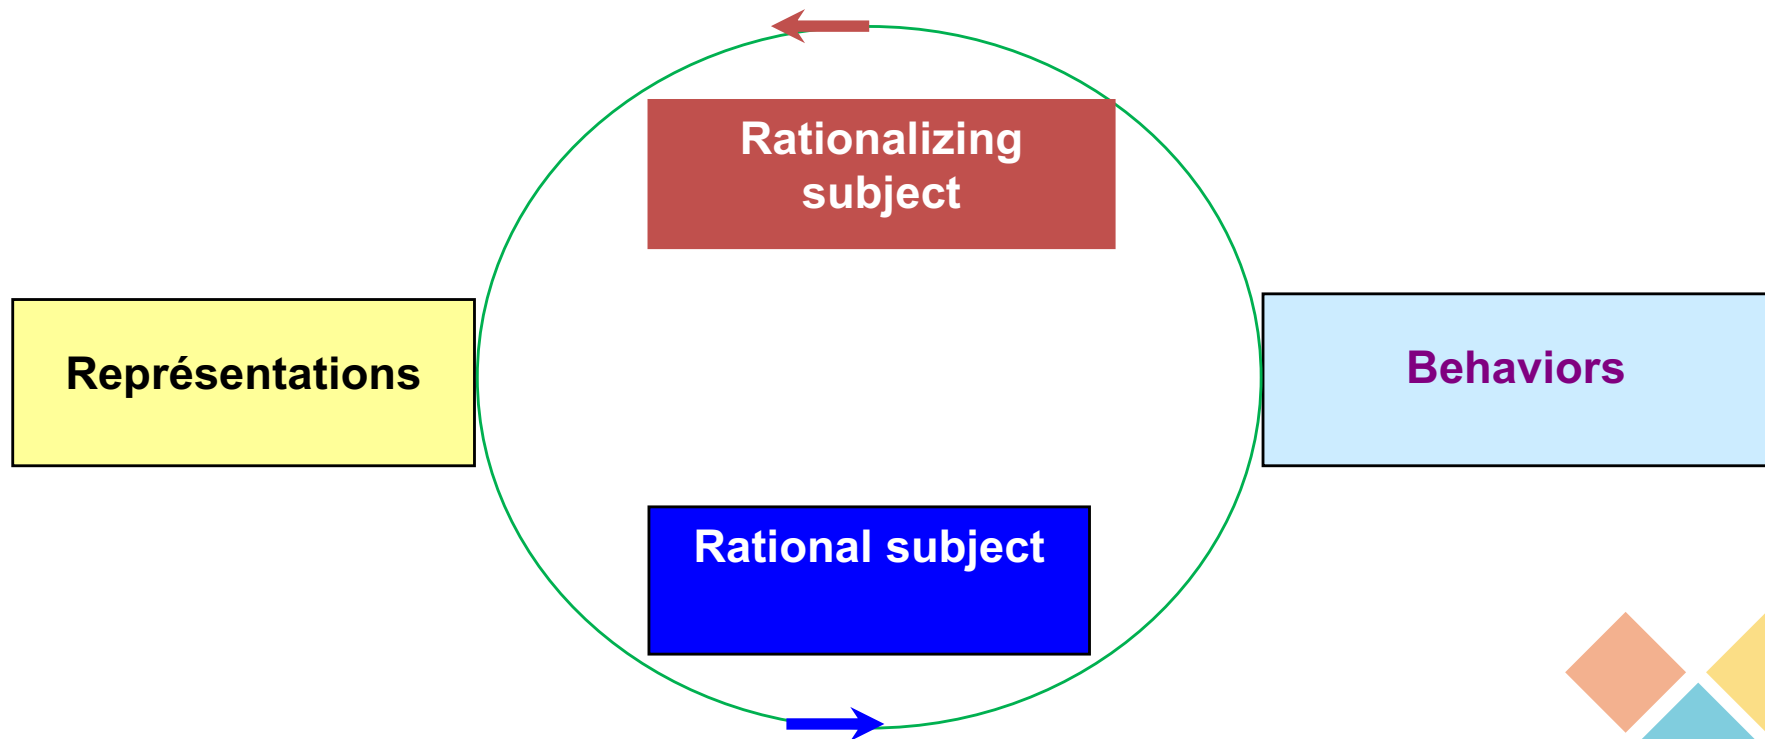 Rationalizing
subject
Représentations
Behaviors
Rational subject